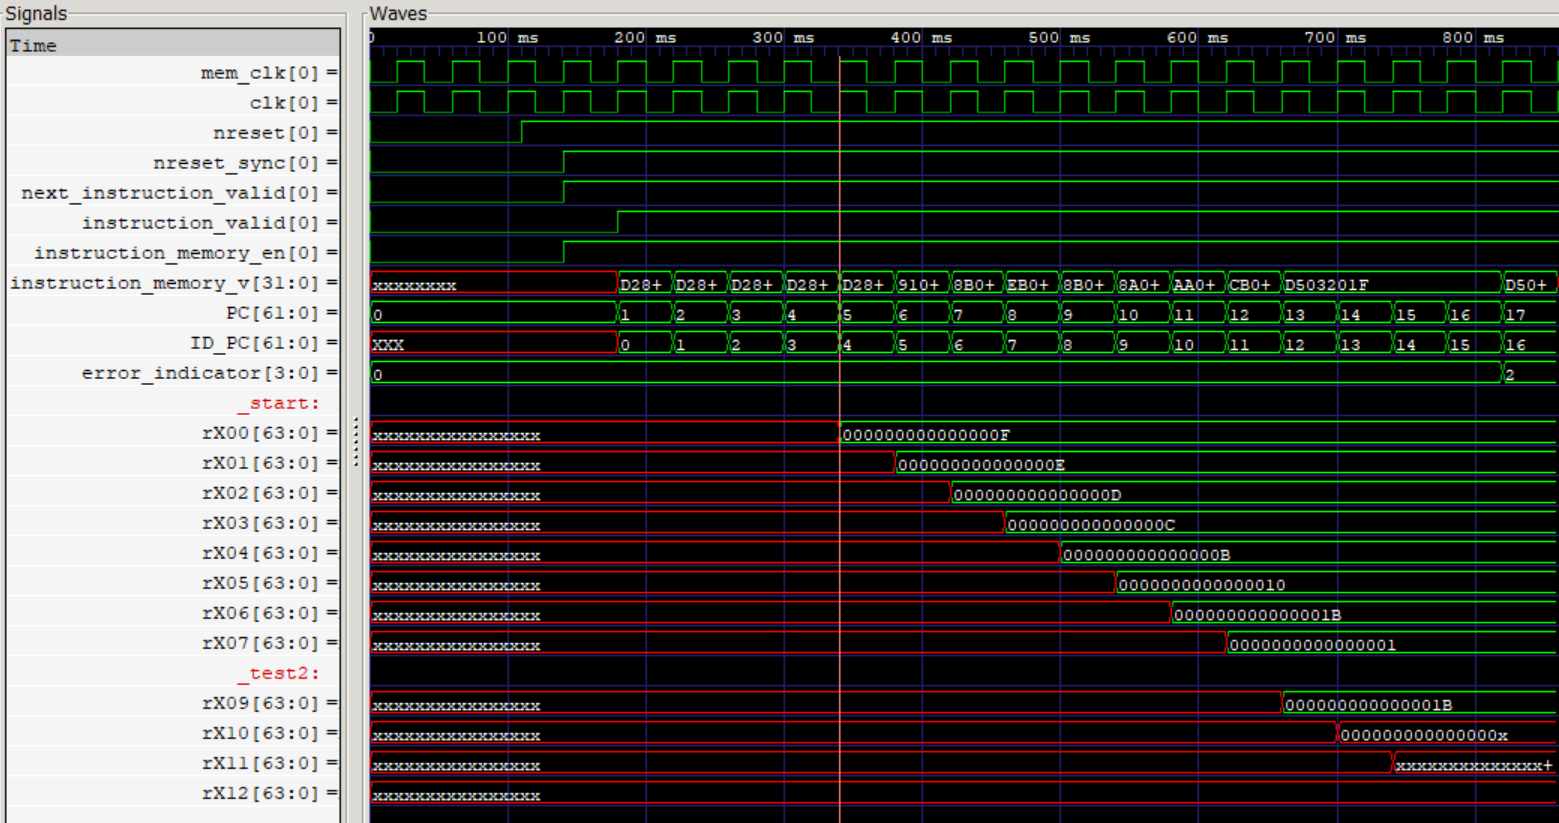 Signals Waves
Time 0 100 ms 200 ms 300 ms 400 ms 500 ms 600 ms 700 ms 800 ms
mem_clk[0] =
clk[0] =
nreset[0] =
nreset_sync[0] =
next_instruction_valid[0] =
instruction_valid[0] =
instruction_memory_en[0] =
instruction_memory_v[31:0] = xxxxxxxx D28+ D28+ D28+ D28+ D28+ 910+ 8B0+ EB0+ 8B0+ 8A0+ AA0+ CB0+ D503201F D50+
PC[61:0] = 0 1 2 3 4 5 6 7 8 9 10 11 12 13 14 15 16 17
ID_PC[61:0] = XXX 0 1 2 3 4 5 6 7 8 9 10 11 12 13 14 15 16
error_indicator[3:0] = 0 2
_start:
rX00[63:0] = xxxxxxxxxxxxxxxx 000000000000000F
rX01[63:0] = xxxxxxxxxxxxxxxx 000000000000000E
rX02[63:0] = xxxxxxxxxxxxxxxx 000000000000000D
rX03[63:0] = xxxxxxxxxxxxxxxx 000000000000000C
rX04[63:0] = xxxxxxxxxxxxxxxx 000000000000000B
rX05[63:0] = xxxxxxxxxxxxxxxx 0000000000000010
rX06[63:0] = xxxxxxxxxxxxxxxx 000000000000001B
rX07[63:0] = xxxxxxxxxxxxxxxx 0000000000000001
_test2:
rX09[63:0] = xxxxxxxxxxxxxxxx 000000000000001B
rX10[63:0] = xxxxxxxxxxxxxxxx 000000000000000x
rX11[63:0] = xxxxxxxxxxxxxxxx xxxxxxxxxxxxxx+
rX12[63:0] = xxxxxxxxxxxxxxxx